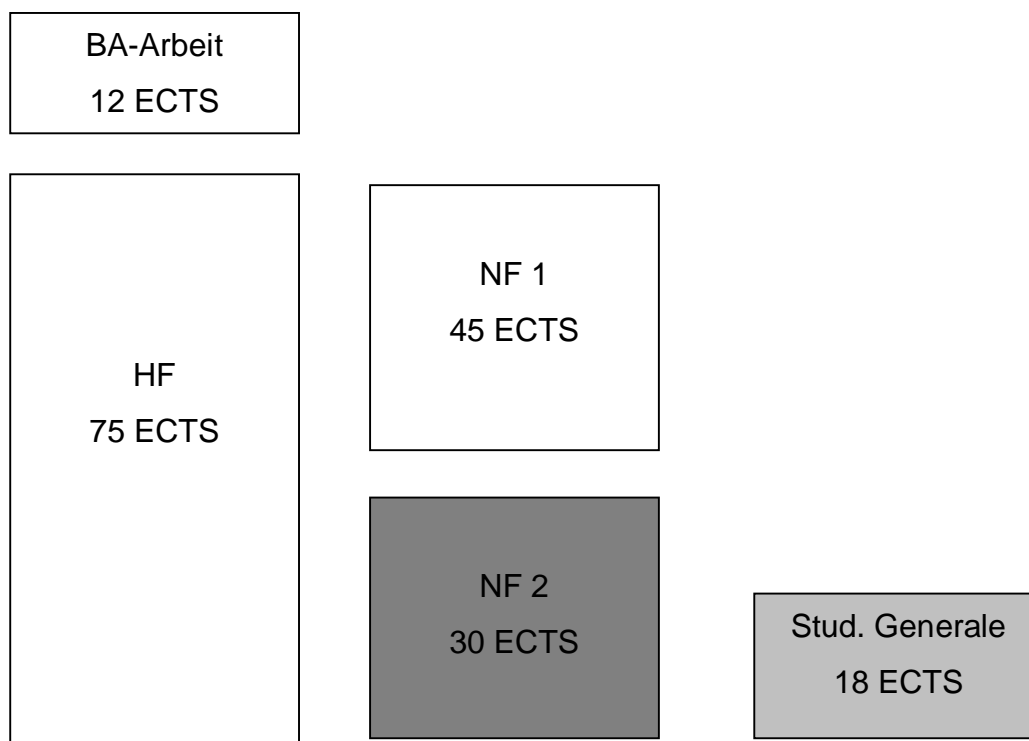 BA-Arbeit
12 ECTS
HF
75 ECTS
NF 1
45 ECTS
NF 2
30 ECTS
Stud. Generale
18 ECTS